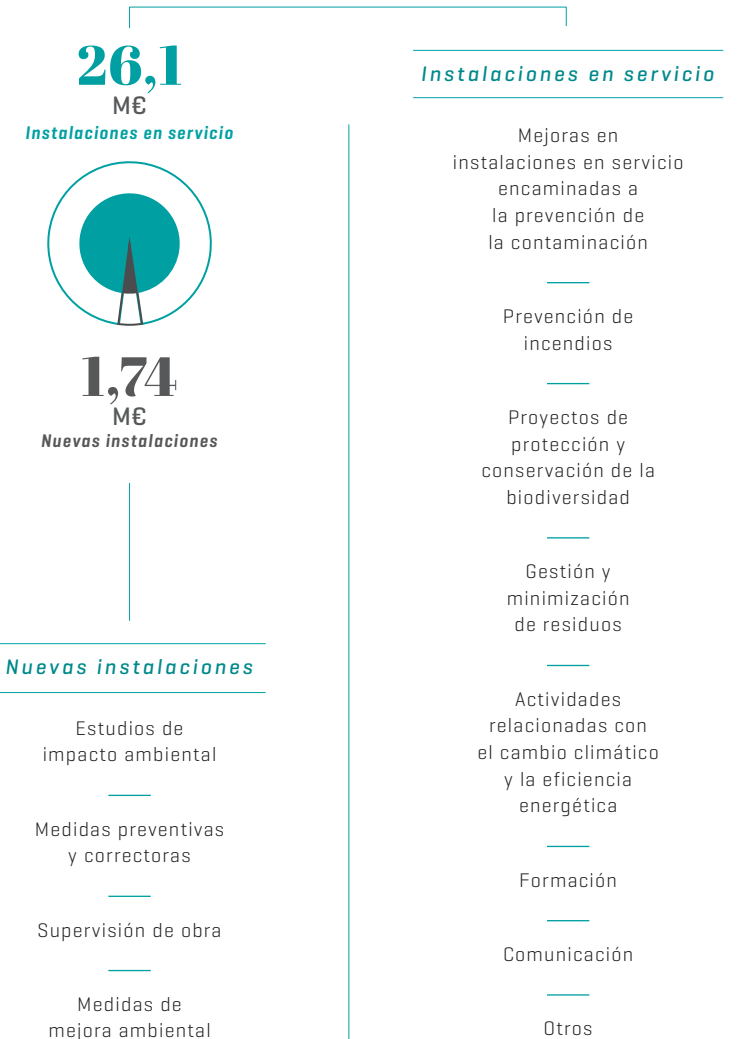 26,1
M€
Instalaciones en servicio
1,74
M€
Nuevas instalaciones
Nuevas instalaciones
Estudios de
impacto ambiental
Medidas preventivas
y correctoras
Supervisión de obra
Medidas de
mejora ambiental
Instalaciones en servicio
Mejoras en
instalaciones en servicio
encaminadas a
la prevención de
la contaminación
Prevención de
incendios
Proyectos de
protección y
conservación de la
biodiversidad
Gestión y
minimización
de residuos
Actividades
relacionadas con
el cambio climático
y la eficiencia
energética
Formación
Comunicación
Otros